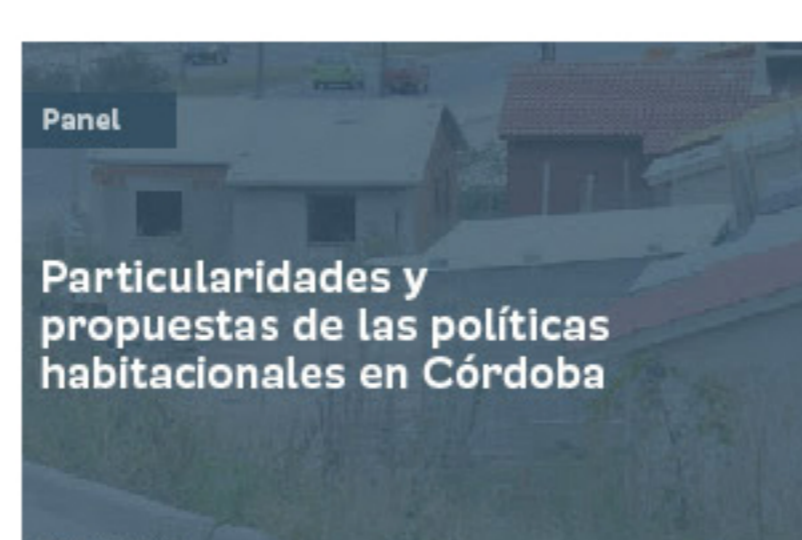 Panel
Particularidades y
propuestas de las políticas
habitacionales en Córdoba